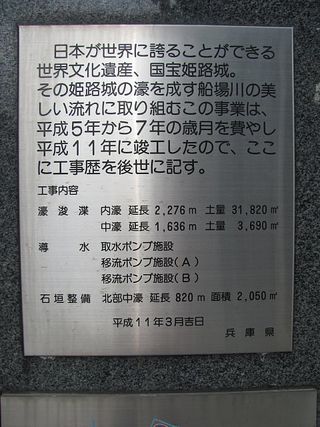 日本が世界に誇ることができる
世界文化遺産、国宝姫路城。
その姫路城の濠を成す船場川の美
しい流れに取り組むこの事業は、
平成5年から7年の歳月を費やし
平成11年に竣工したので、ここ
に工事歴を後世に記す。
工事内容
濠 浚 渫 内濠 延長 2,276m 土量 31,820㎥
中濠 延長 1,636m 土量 3,690㎥
導 水 取水ポンプ施設
移流ポンプ施設(A)
移流ポンプ施設(B)
石垣整備 北部中濠 延長 820m 面積 2,050㎡
平成11年3月吉日
兵庫県